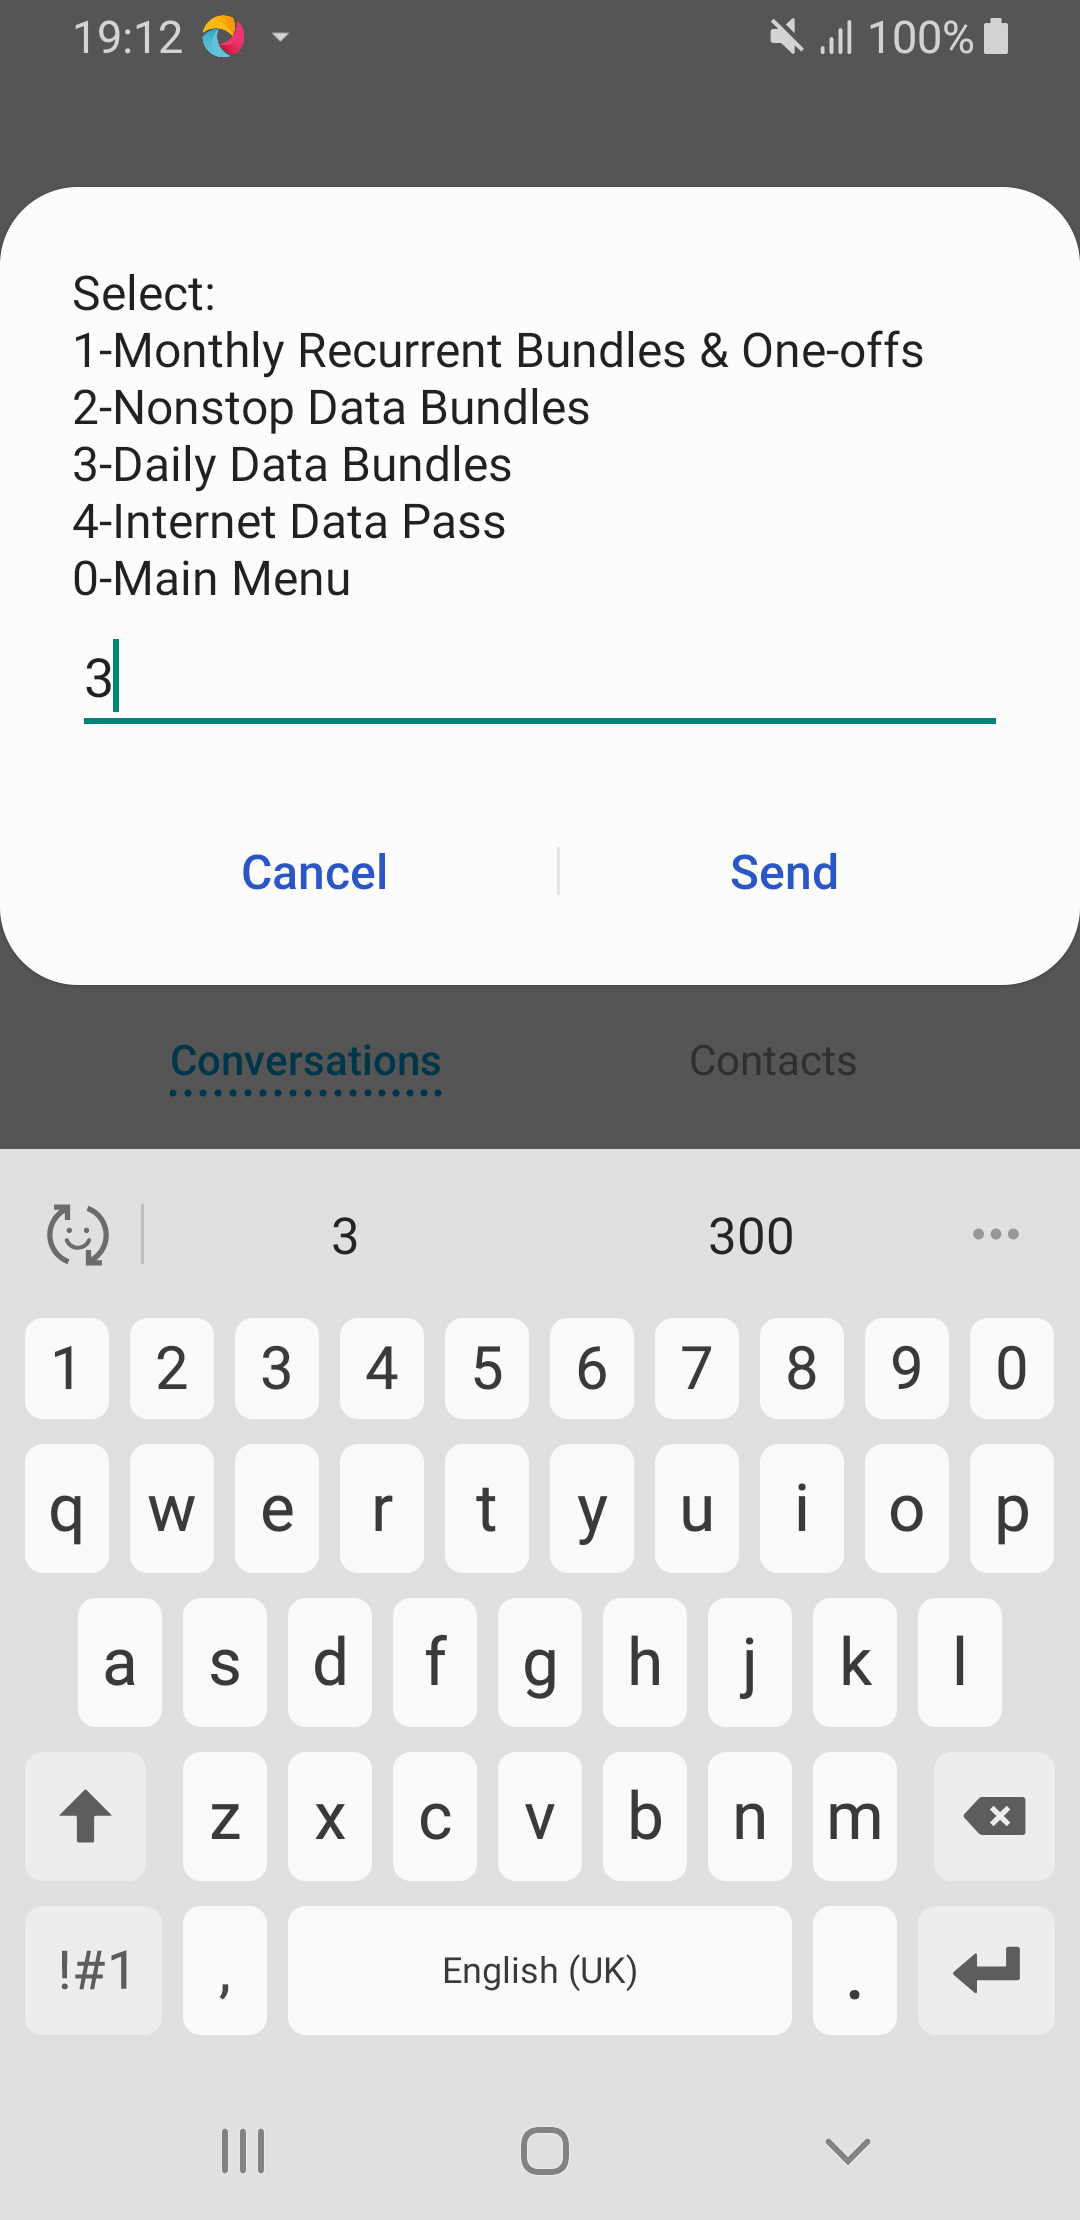 19:12 100%
Select:
1-Monthly Recurrent Bundles & One-offs
2-Nonstop Data Bundles
3-Daily Data Bundles
4-Internet Data Pass
0-Main Menu
3
Cancel Send
Conversations Contacts
3 300
1 2 3 4 5 6 7 8 9 0
q w e r t y u i o p
a s d f g h j k l
z x c v b n m
!#1 , English (UK) .